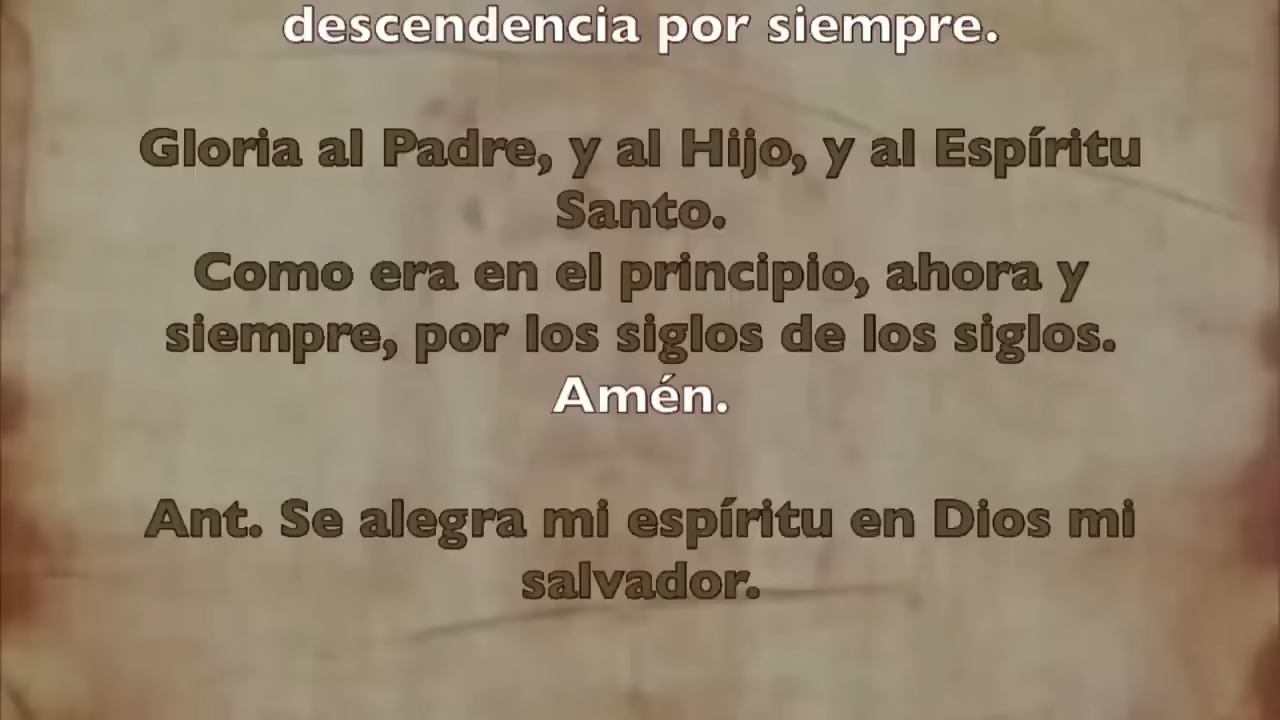 descendencia por siempre.
Gloria al Padre, y al Hijo, y al Espíritu
Santo.
Como era en el principio, ahora y
siempre, por los siglos de los siglos.
Amén.
Ant. Se alegra mi espíritu en Dios mi
salvador.